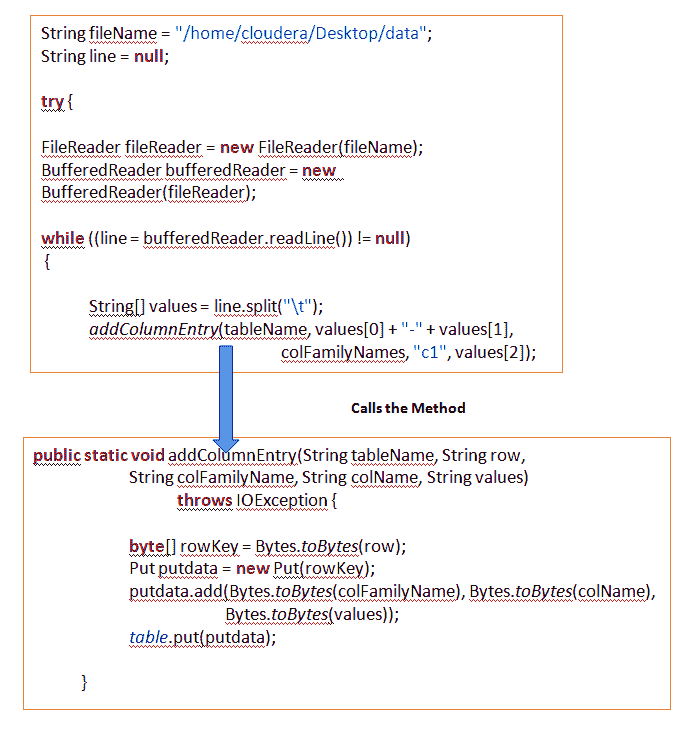 String fileName = "/home/cloudera/Desktop/data";
String line = null;
try {
FileReader fileReader = new FileReader(fileName);
BufferedReader bufferedReader = new
BufferedReader(fileReader);
while ((line = bufferedReader.readLine()) != null)
{
String[] values = line.split("\t");
addColumnEntry(tableName, values[0] + "-" + values[1],
colFamilyNames, "c1", values[2]);
Calls the Method
public static void addColumnEntry(String tableName, String row,
String colFamilyName, String colName, String values)
throws IOException {
byte[] rowKey = Bytes.toBytes(row);
Put putdata = new Put(rowKey);
putdata.add(Bytes.toBytes(colFamilyName), Bytes.toBytes(colName),
Bytes.toBytes(values));
table.put(putdata);
}